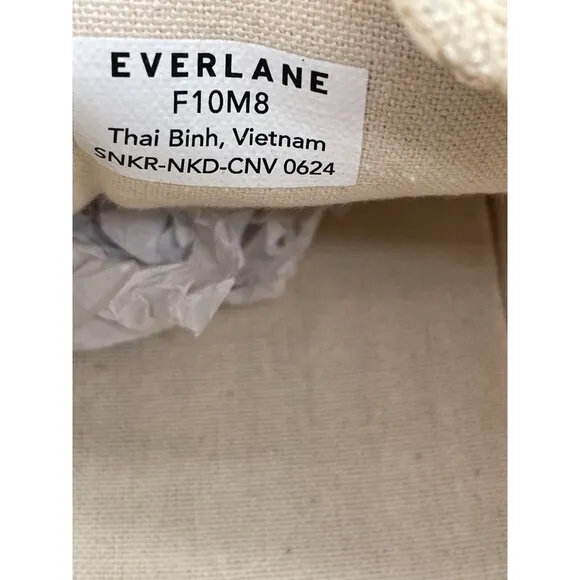 EVERLANE
F10M8
Thai Binh, Vietnam
SNKR-NKD-CNV 0624